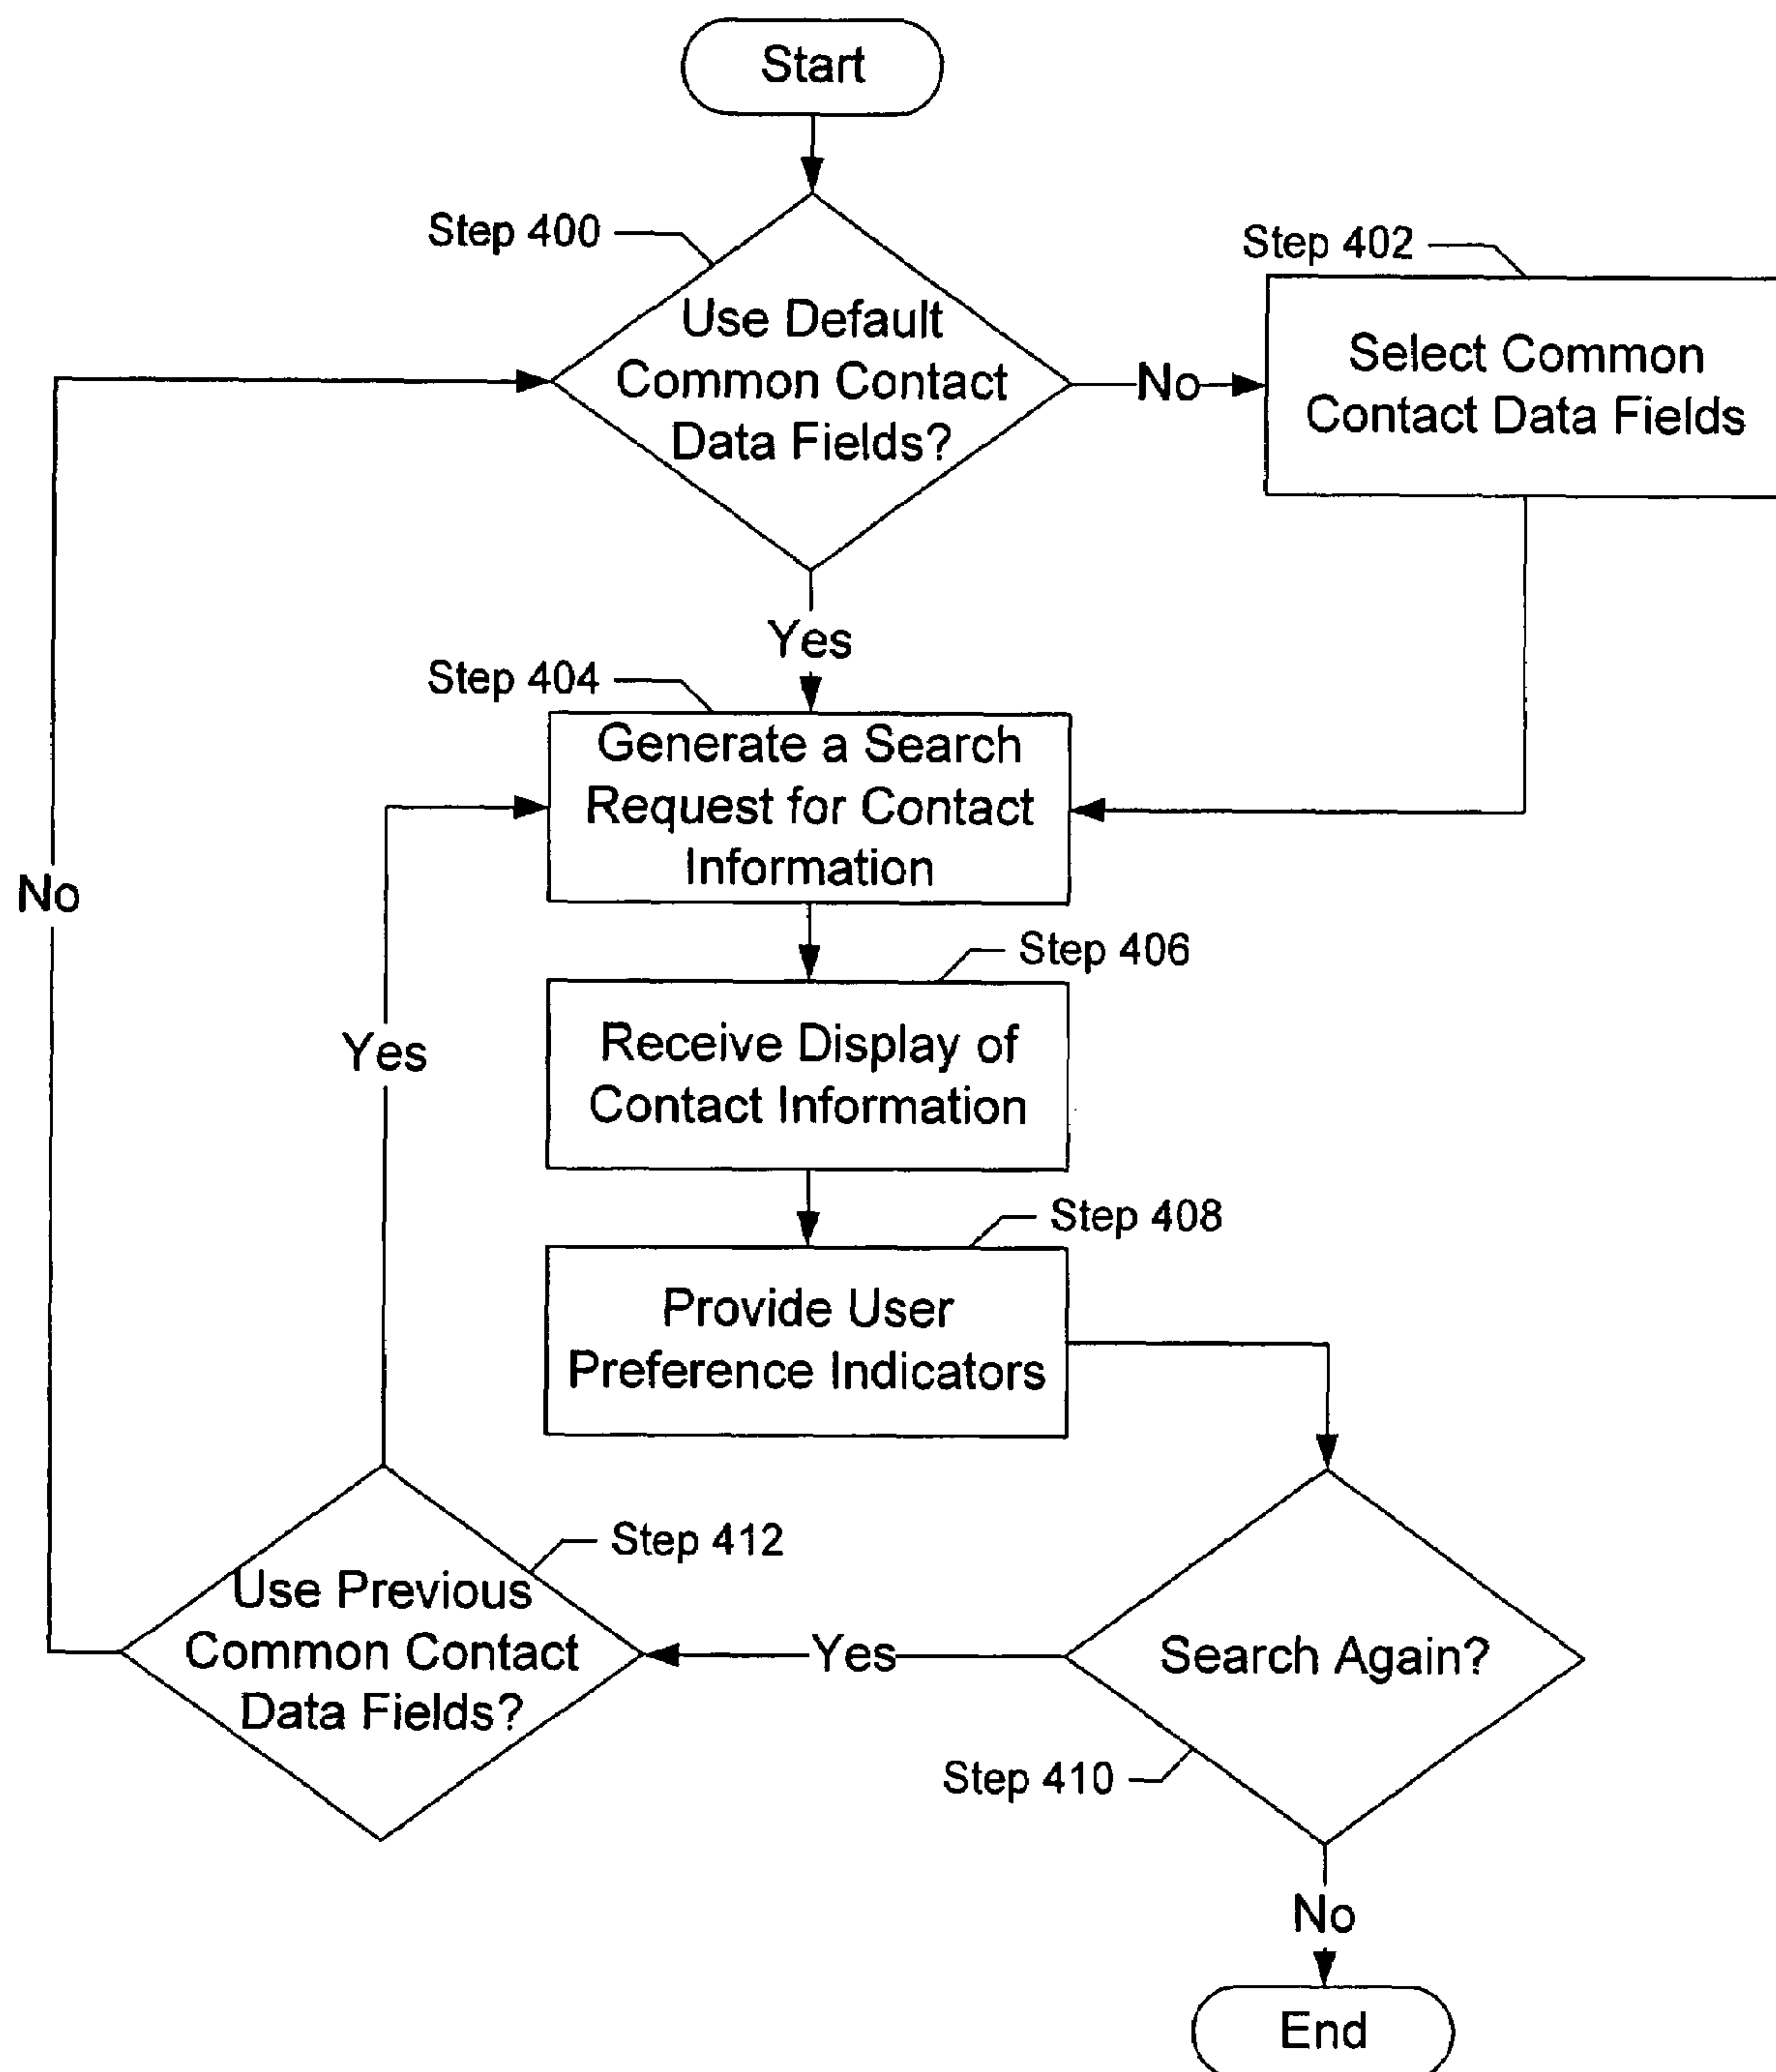 Start
Step 400
Use Default
Common Contact
Data Fields?
No
Step 402
Select Common
Contact Data Fields
Yes
Step 404
Generate a Search
Request for Contact
Information
No
Step 406
Yes
Receive Display of
Contact Information
Step 408
Provide User
Preference Indicators
Step 412
Use Previous
Common Contact
Data Fields?
Yes
Search Again?
Step 410
No
End